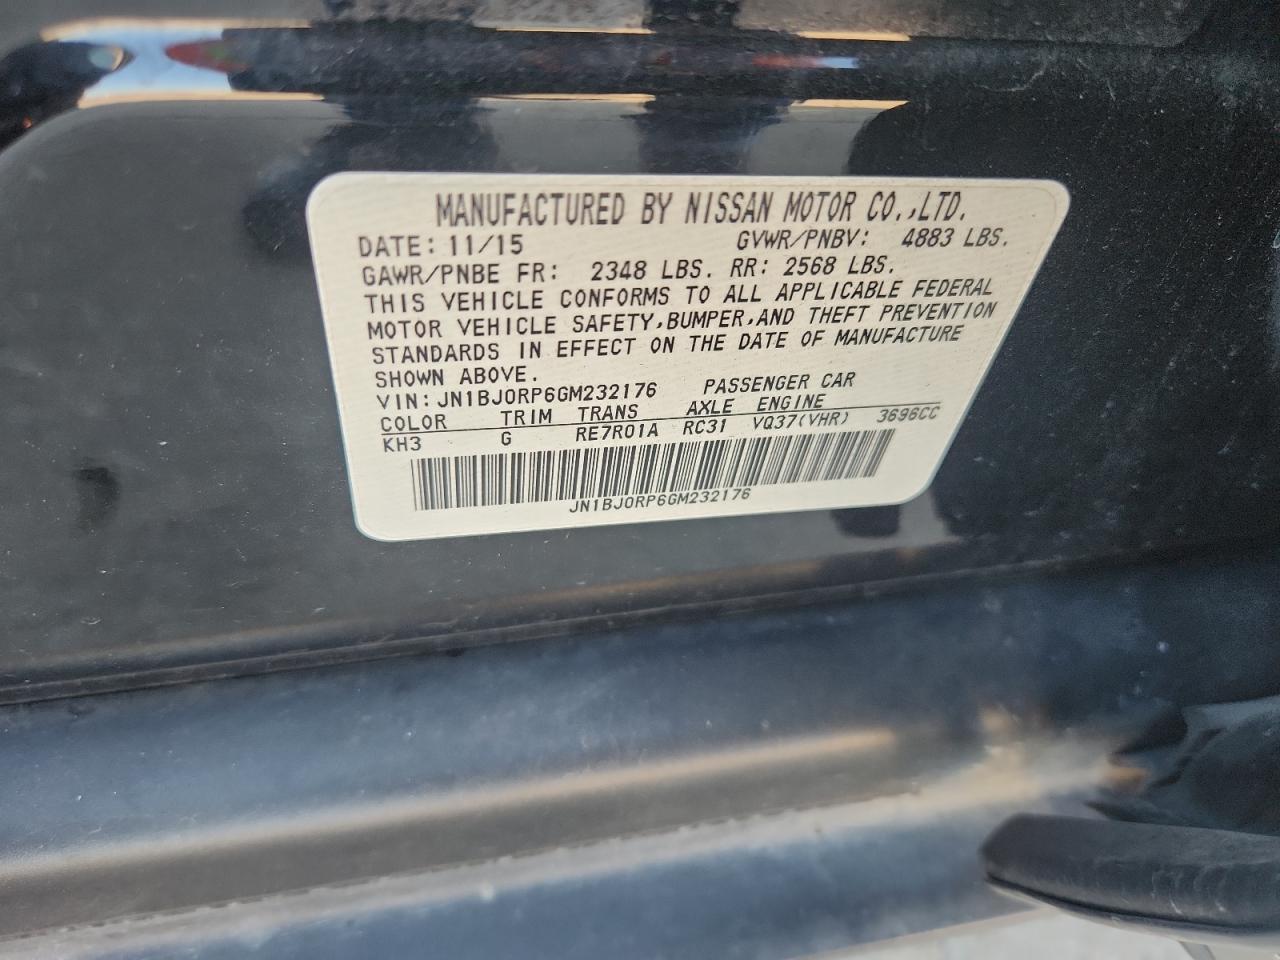 MANUFACTURED BY NISSAN MOTOR CO.,LTD.
DATE: 11/15 GVWR/PNBV: 4883 LBS.
GAWR/PNBE FR: 2348 LBS. RR: 2568 LBS.
THIS VEHICLE CONFORMS TO ALL APPLICABLE FEDERAL
MOTOR VEHICLE SAFETY,BUMPER,AND THEFT PREVENTION
STANDARDS IN EFFECT ON THE DATE OF MANUFACTURE
SHOWN ABOVE.
VIN: JN1BJ0RP6GM232176 PASSENGER CAR
COLOR TRIM TRANS AXLE ENGINE
KH3 G RE7R01A RC31 VQ37(VHR) 3696CC
JN1BJ0RP6GM232176